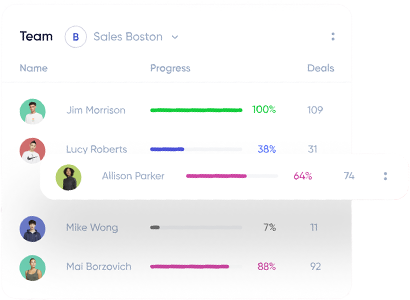 Team B Sales Boston
Name Progress Deals
Jim Morrison 100% 109
Lucy Roberts 38% 31
Allison Parker 64% 74
Mike Wong 7% 11
Mai Borzovich 88% 92